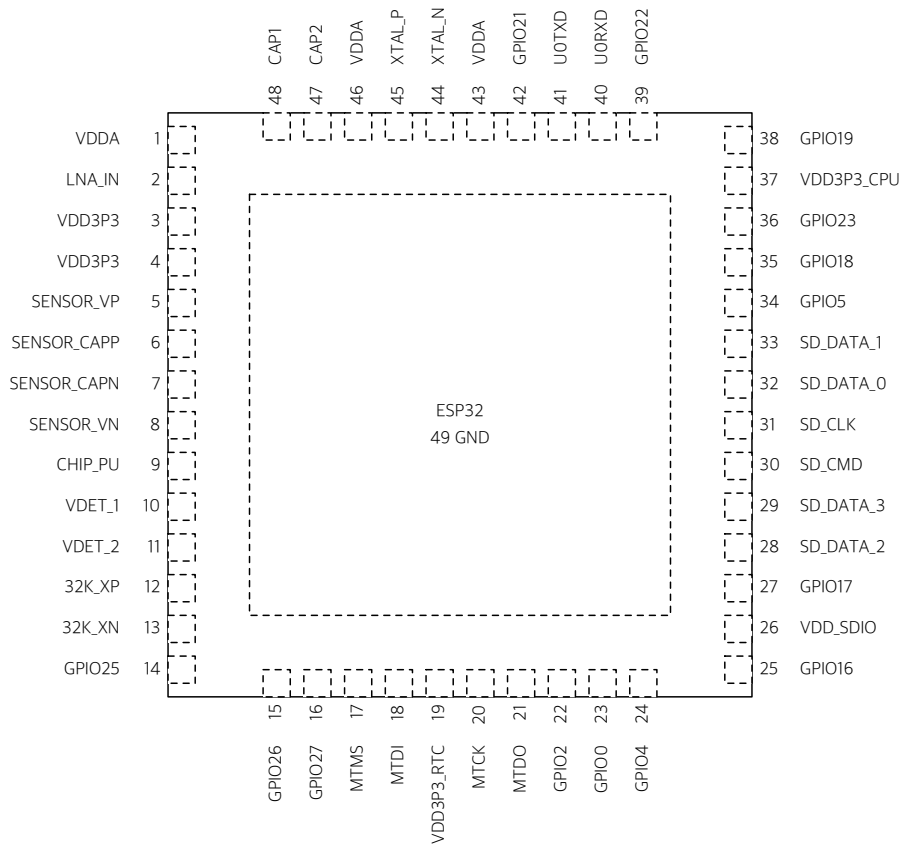 CAP1
CAP2
VDDA
XTAL_P
XTAL_N
VDDA
GPIO21
U0TXD
U0RXD
GPIO22
48
47
46
45
44
43
42
41
40
39
VDDA 1
LNA_IN 2
VDD3P3 3
VDD3P3 4
SENSOR_VP 5
SENSOR_CAPP 6
SENSOR_CAPN 7
SENSOR_VN 8
CHIP_PU 9
VDET_1 10
VDET_2 11
32K_XP 12
32K_XN 13
GPIO25 14
ESP32
49 GND
38 GPIO19
37 VDD3P3_CPU
36 GPIO23
35 GPIO18
34 GPIO5
33 SD_DATA_1
32 SD_DATA_0
31 SD_CLK
30 SD_CMD
29 SD_DATA_3
28 SD_DATA_2
27 GPIO17
26 VDD_SDIO
25 GPIO16
15
16
17
18
19
20
21
22
23
24
GPIO26
GPIO27
MTMS
MTDI
VDD3P3_RTC
MTCK
MTDO
GPIO2
GPIO0
GPIO4